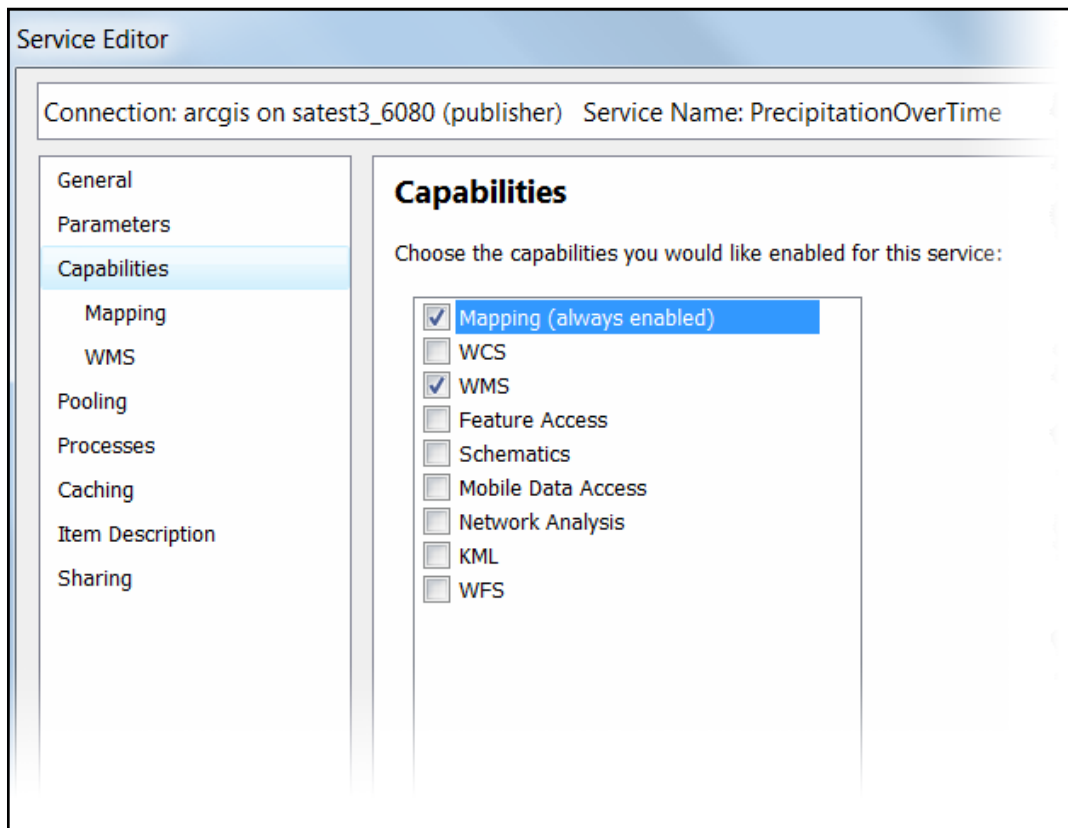 Service Editor
Connection: arcgis on satest3_6080 (publisher) Service Name: PrecipitationOverTime
General
Parameters
Capabilities
Mapping
WMS
Pooling
Processes
Caching
Item Description
Sharing
Capabilities
Choose the capabilities you would like enabled for this service:
Mapping (always enabled)
WCS
WMS
Feature Access
Schematics
Mobile Data Access
Network Analysis
KML
WFS